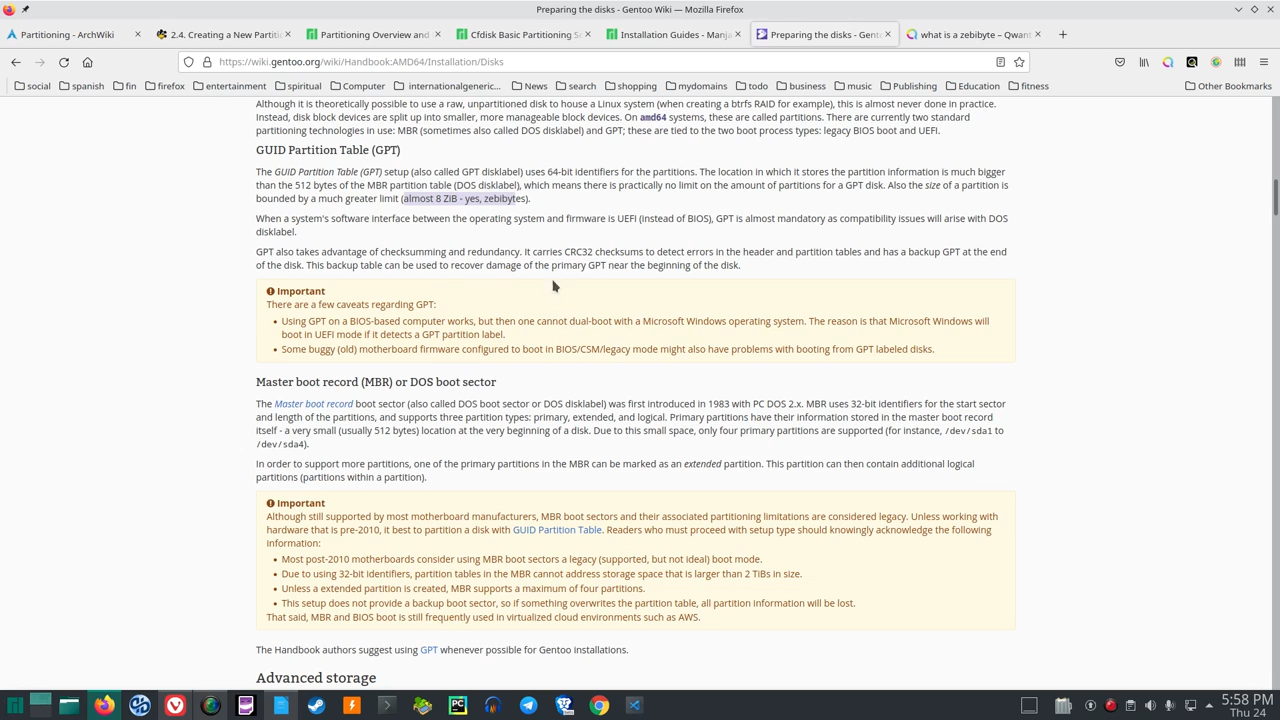 Preparing the disks - Gentoo Wiki — Mozilla Firefox
Partitioning - ArchWiki
2.4. Creating a New Partiti
Partitioning Overview and
Cfdisk Basic Partitioning S
Installation Guides - Manja
Preparing the disks - Gento
what is a zebibyte – Qwant
https://wiki.gentoo.org/wiki/Handbook:AMD64/Installation/Disks
social
spanish
fin
firefox
entertainment
spiritual
Computer
internationalgeneric...
News
search
shopping
mydomains
todo
business
music
Publishing
Education
fitness
Other Bookmarks
Although it is theoretically possible to use a raw, unpartitioned disk to house a Linux system (when creating a btrfs RAID for example), this is almost never done in practice.
Instead, disk block devices are split up into smaller, more manageable block devices. On amd64 systems, these are called partitions. There are currently two standard
partitioning technologies in use: MBR (sometimes also called DOS disklabel) and GPT; these are tied to the two boot process types: legacy BIOS boot and UEFI.
GUID Partition Table (GPT)
The GUID Partition Table (GPT) setup (also called GPT disklabel) uses 64-bit identifiers for the partitions. The location in which it stores the partition information is much bigger
than the 512 bytes of the MBR partition table (DOS disklabel), which means there is practically no limit on the amount of partitions for a GPT disk. Also the size of a partition is
bounded by a much greater limit (almost 8 ZiB - yes, zebibytes).
When a system's software interface between the operating system and firmware is UEFI (instead of BIOS), GPT is almost mandatory as compatibility issues will arise with DOS
disklabel.
GPT also takes advantage of checksumming and redundancy. It carries CRC32 checksums to detect errors in the header and partition tables and has a backup GPT at the end
of the disk. This backup table can be used to recover damage of the primary GPT near the beginning of the disk.
Important
There are a few caveats regarding GPT:
• Using GPT on a BIOS-based computer works, but then one cannot dual-boot with a Microsoft Windows operating system. The reason is that Microsoft Windows will
boot in UEFI mode if it detects a GPT partition label.
• Some buggy (old) motherboard firmware configured to boot in BIOS/CSM/legacy mode might also have problems with booting from GPT labeled disks.
Master boot record (MBR) or DOS boot sector
The Master boot record boot sector (also called DOS boot sector or DOS disklabel) was first introduced in 1983 with PC DOS 2.x. MBR uses 32-bit identifiers for the start sector
and length of the partitions, and supports three partition types: primary, extended, and logical. Primary partitions have their information stored in the master boot record
itself - a very small (usually 512 bytes) location at the very beginning of a disk. Due to this small space, only four primary partitions are supported (for instance, /dev/sda1 to
/dev/sda4).
In order to support more partitions, one of the primary partitions in the MBR can be marked as an extended partition. This partition can then contain additional logical
partitions (partitions within a partition).
Important
Although still supported by most motherboard manufacturers, MBR boot sectors and their associated partitioning limitations are considered legacy. Unless working with
hardware that is pre-2010, it best to partition a disk with GUID Partition Table. Readers who must proceed with setup type should knowingly acknowledge the following
information:
• Most post-2010 motherboards consider using MBR boot sectors a legacy (supported, but not ideal) boot mode.
• Due to using 32-bit identifiers, partition tables in the MBR cannot address storage space that is larger than 2 TiBs in size.
• Unless a extended partition is created, MBR supports a maximum of four partitions.
• This setup does not provide a backup boot sector, so if something overwrites the partition table, all partition information will be lost.
That said, MBR and BIOS boot is still frequently used in virtualized cloud environments such as AWS.
The Handbook authors suggest using GPT whenever possible for Gentoo installations.
Advanced storage
5:58 PM
Thu 24